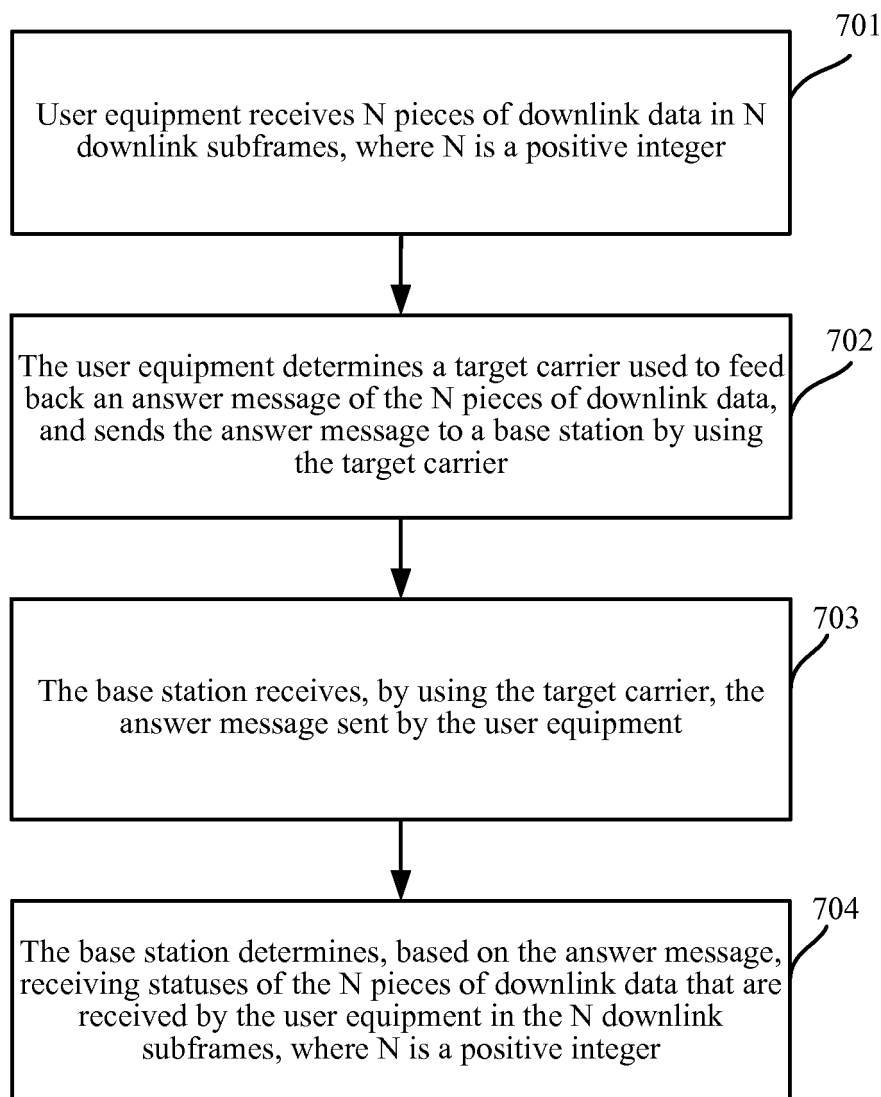 701
User equipment receives N pieces of downlink data in N
downlink subframes, where N is a positive integer
702
The user equipment determines a target carrier used to feed
back an answer message of the N pieces of downlink data,
and sends the answer message to a base station by using
the target carrier
703
The base station receives, by using the target carrier, the
answer message sent by the user equipment
704
The base station determines, based on the answer message,
receiving statuses of the N pieces of downlink data that are
received by the user equipment in the N downlink
subframes, where N is a positive integer